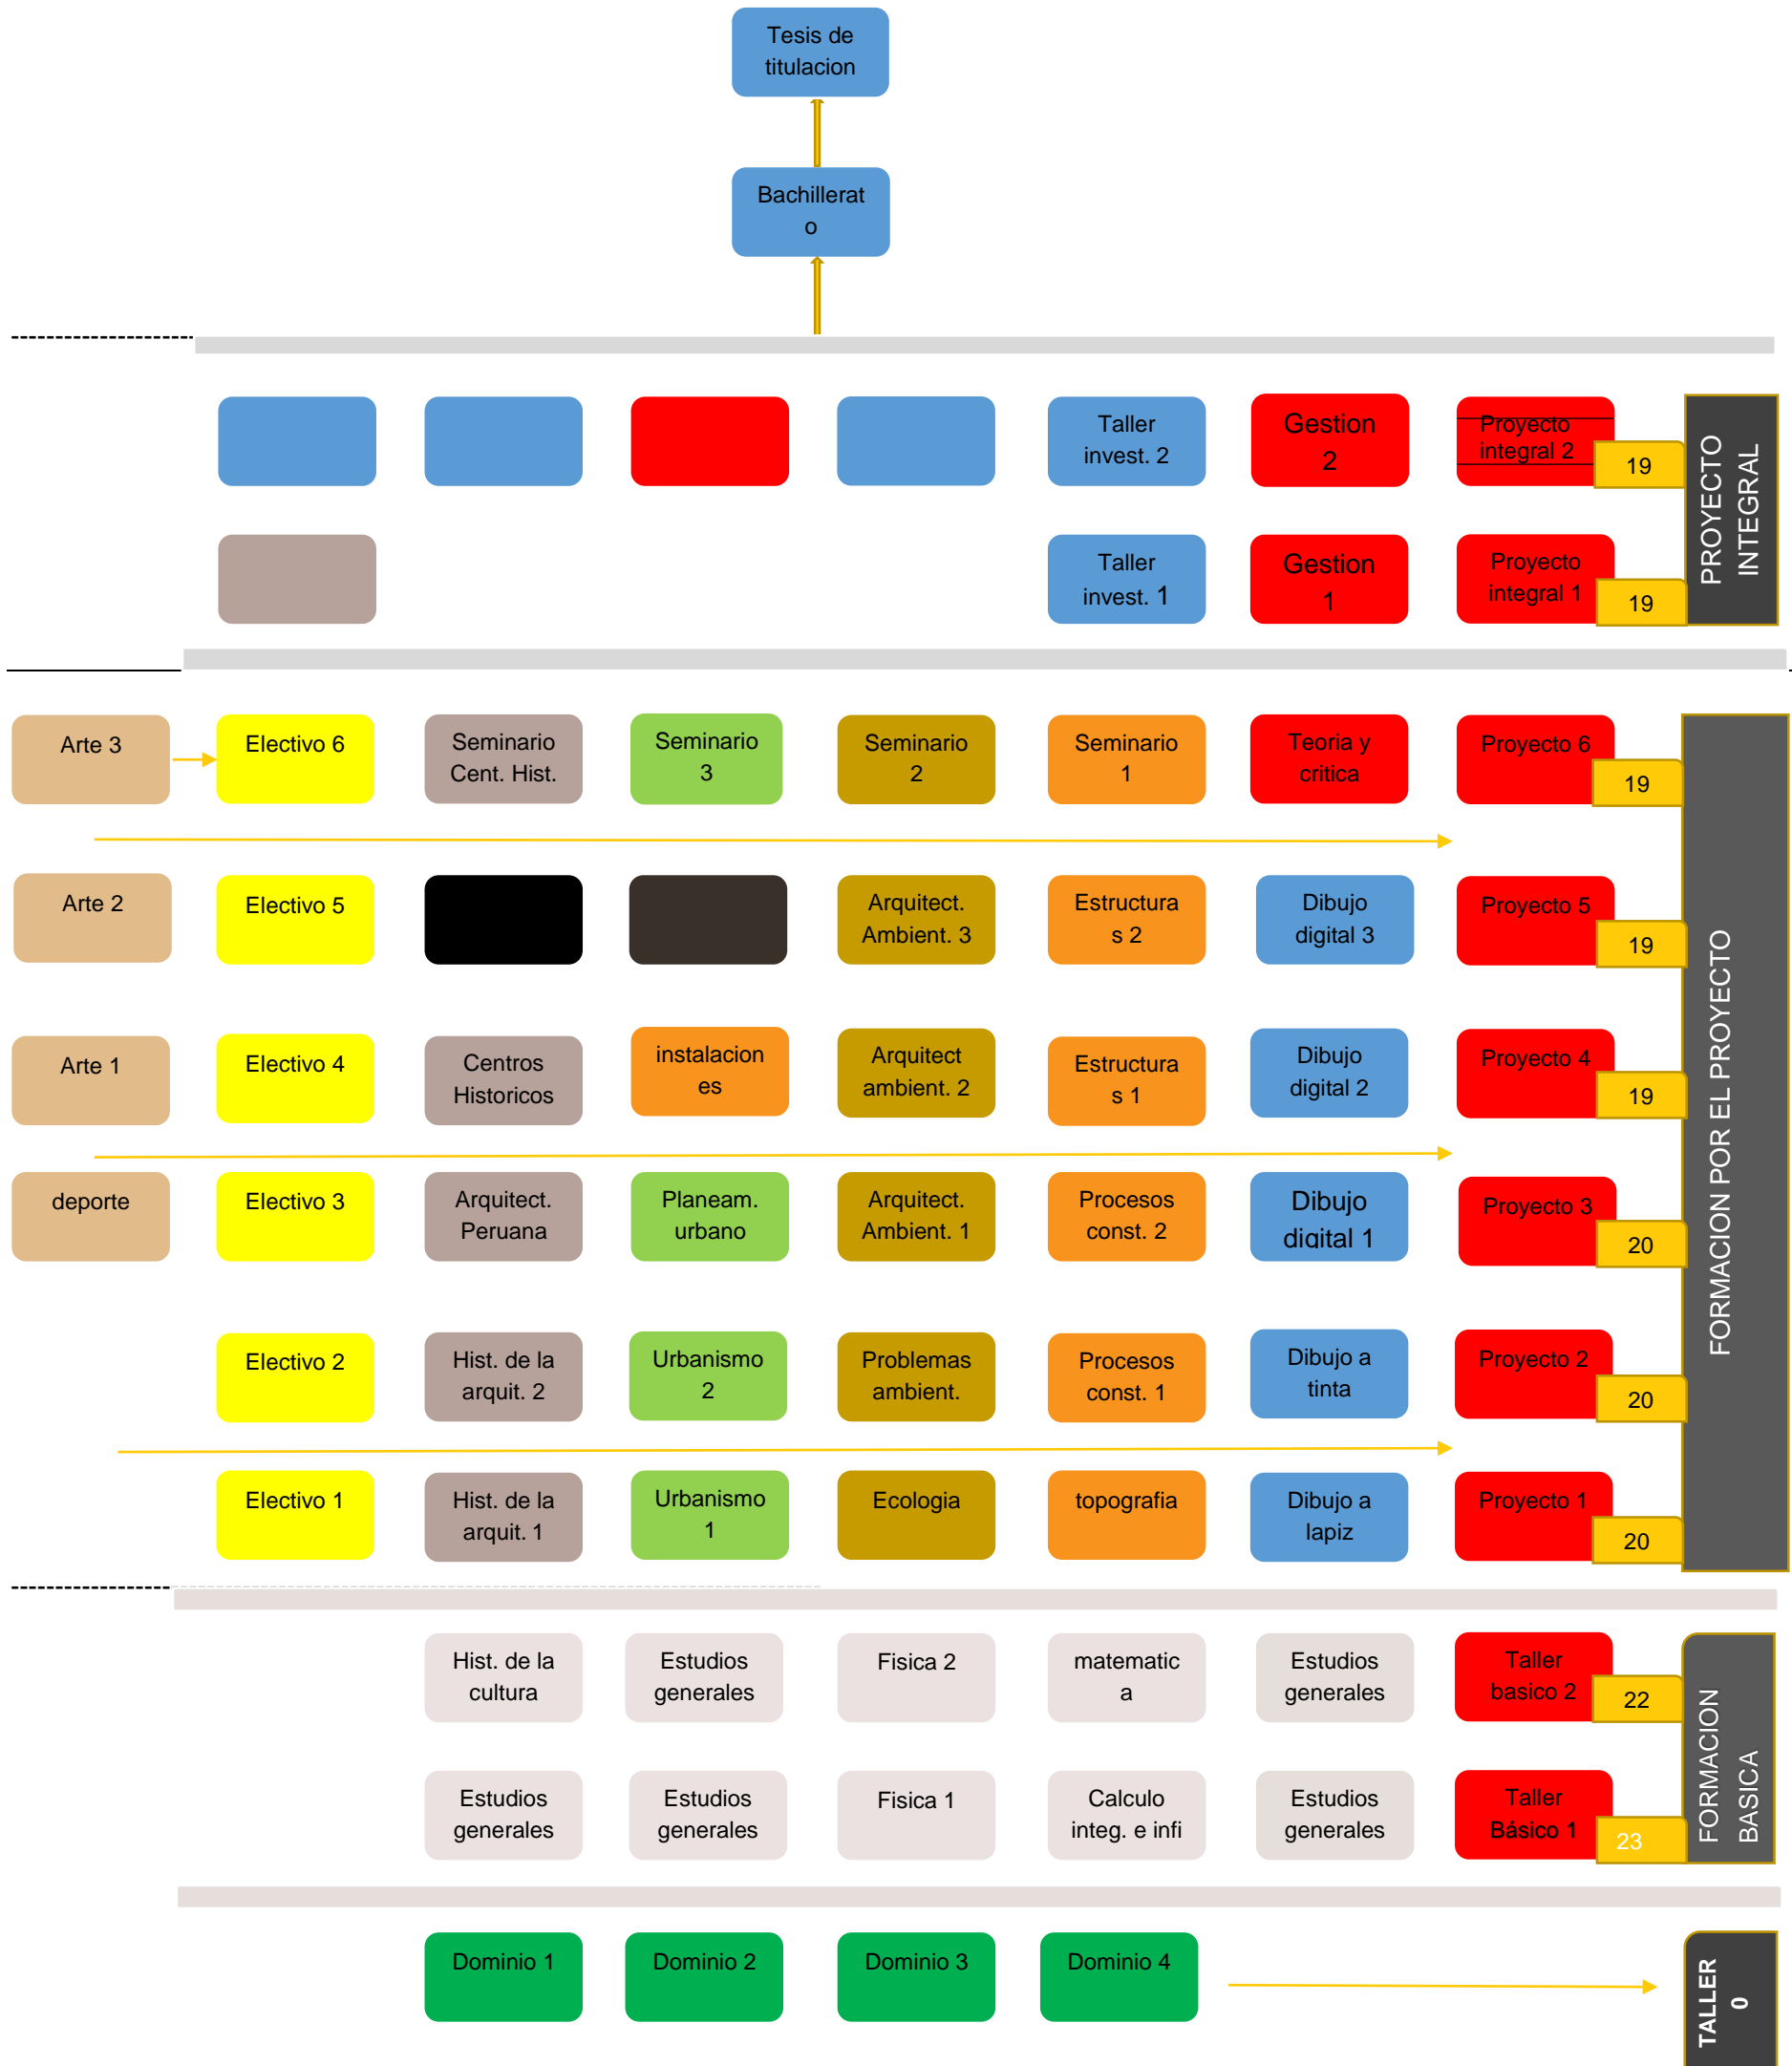 Tesis de
titulacion
Bachillerat
o
Taller
invest. 2
Gestion
2
Proyecto
integral 2
19
PROYECTO
INTEGRAL
Taller
invest. 1
Gestion
1
Proyecto
integral 1
19
Arte 3
Electivo 6
Seminario
Cent. Hist.
Seminario
3
Seminario
2
Seminario
1
Teoria y
critica
Proyecto 6
19
FORMACION POR EL PROYECTO
Arte 2
Electivo 5
Arquitect.
Ambient. 3
Estructura
s 2
Dibujo
digital 3
Proyecto 5
19
Arte 1
Electivo 4
Centros
Historicos
instalacion
es
Arquitect
ambient. 2
Estructura
s 1
Dibujo
digital 2
Proyecto 4
19
deporte
Electivo 3
Arquitect.
Peruana
Planeam.
urbano
Arquitect.
Ambient. 1
Procesos
const. 2
Dibujo
digital 1
Proyecto 3
20
Electivo 2
Hist. de la
arquit. 2
Urbanismo
2
Problemas
ambient.
Procesos
const. 1
Dibujo a
tinta
Proyecto 2
20
Electivo 1
Hist. de la
arquit. 1
Urbanismo
1
Ecologia
topografia
Dibujo a
lapiz
Proyecto 1
20
Hist. de la
cultura
Estudios
generales
Fisica 2
matematic
a
Estudios
generales
Taller
basico 2
22
FORMACION
BASICA
Estudios
generales
Estudios
generales
Fisica 1
Calculo
integ. e infi
Estudios
generales
Taller
Básico 1
23
Dominio 1
Dominio 2
Dominio 3
Dominio 4
TALLER
0